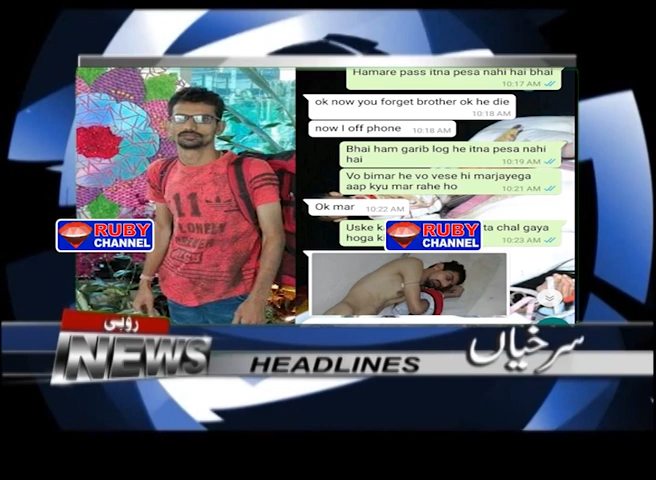 Hamare pass itna pesa nahi hai bhai
10:17 AM
ok now you forget brother ok he die
10:18 AM
now I off phone 10:18 AM
Bhai ham garib log he itna pesa nahi
hai 10:19 AM
Vo bimar he vo vese hi marjayega
aap kyu mar rahe ho 10:21 AM
Ok mar 10:22 AM
Uske ta chal gaya
hoga 10:23 AM
11
LONELY
RUBY
CHANNEL
RUBY
CHANNEL
روبی
NEWS
HEADLINES
سرخیاں